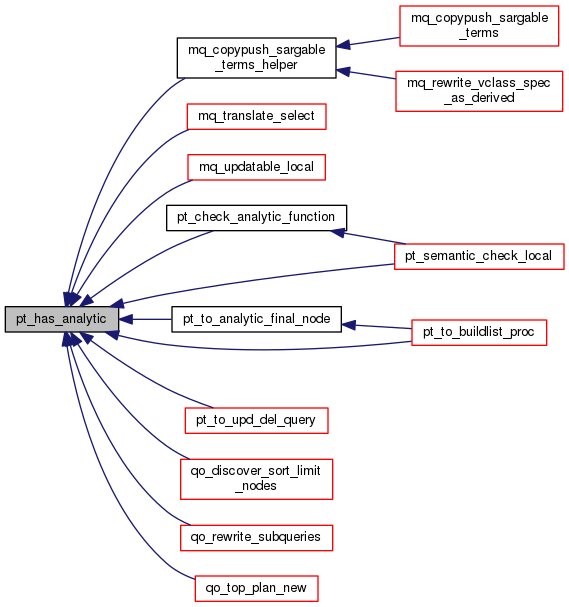 mq_copypush_sargable
_terms
mq_copypush_sargable
_terms_helper
mq_rewrite_vclass_spec
_as_derived
mq_translate_select
mq_updatable_local
pt_check_analytic_function
pt_semantic_check_local
pt_has_analytic
pt_to_analytic_final_node
pt_to_buildlist_proc
pt_to_upd_del_query
qo_discover_sort_limit
_nodes
qo_rewrite_subqueries
qo_top_plan_new